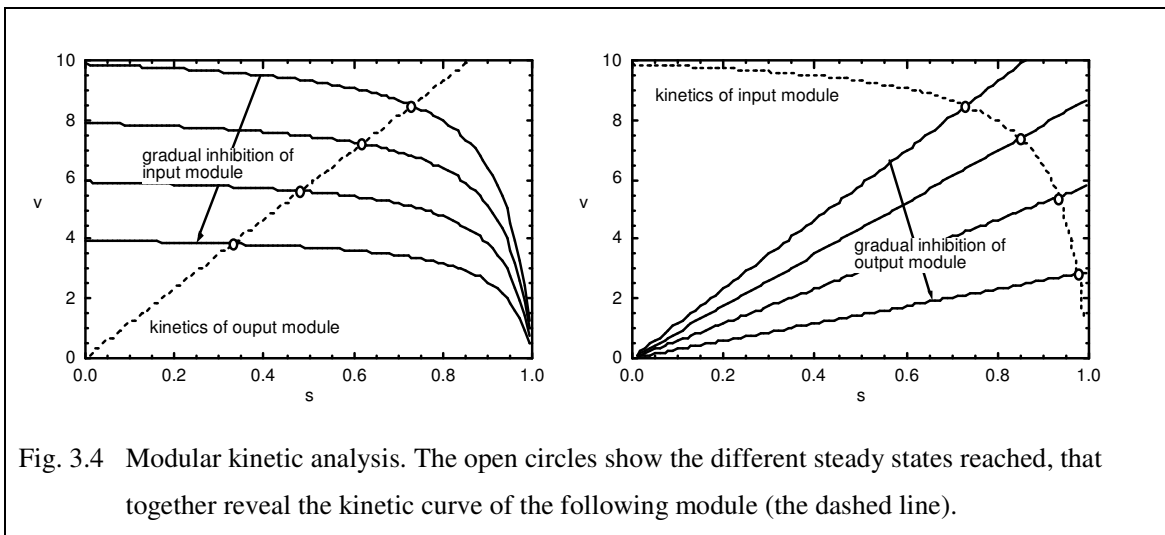 10
8
6
4
2
0
v
gradual inhibition of
input module
kinetics of ouput module
0.0 0.2 0.4 0.6 0.8 1.0
s
10
8
6
4
2
0
v
kinetics of input module
gradual inhibition of
output module
0.0 0.2 0.4 0.6 0.8 1.0
s
Fig. 3.4 Modular kinetic analysis. The open circles show the different steady states reached, that
together reveal the kinetic curve of the following module (the dashed line).